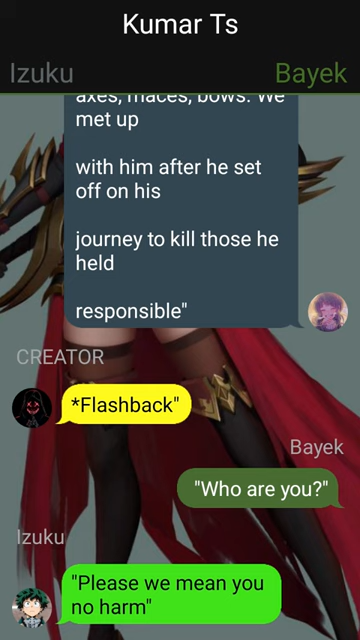 Kumar Ts
Izuku
Bayek
axes, maces, bows. We
met up
with him after he set
off on his
journey to kill those he
held
responsible"
CREATOR
*Flashback"
Bayek
"Who are you?"
Izuku
"Please we mean you
no harm"